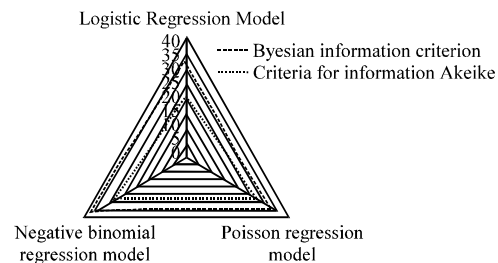 Logistic Regression Model
40
35
30
25
20
15
10
5
0
Byesian information criterion
Criteria for information Akeike
Negative binomial
regression model
Poisson regression
model